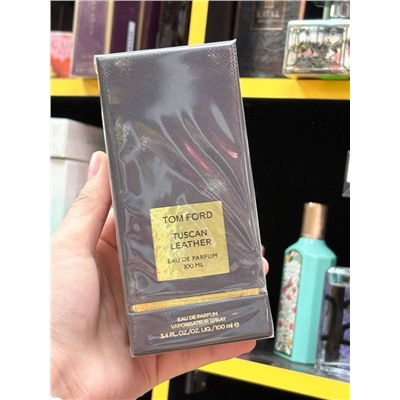 TOM FORD
TUSCAN
LEATHER
EAU DE PARFUM
100 ML
EAU DE PARFUM
VAPORISATEUR SPRAY
3.4 FL.OZ./OZ.LIQ./100 ml ℮